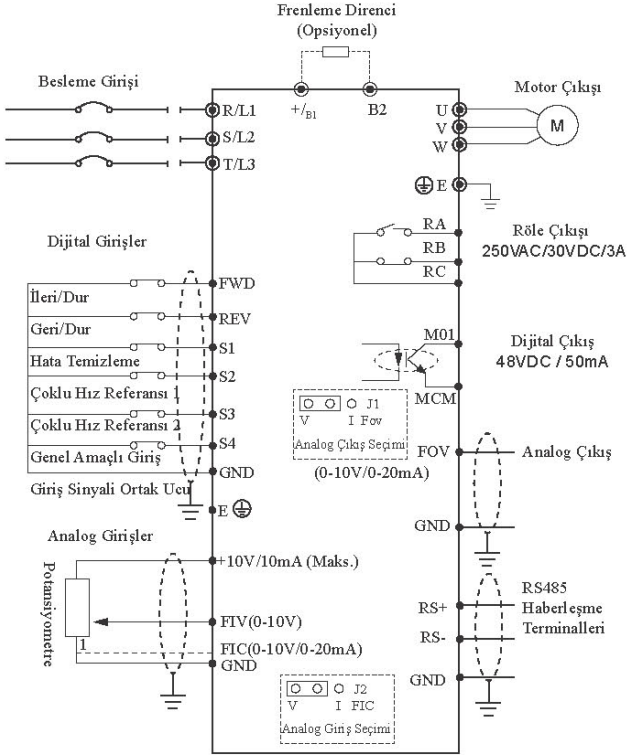 Frenleme Direnci
(Opsiyonel)
Besleme Girişi
Motor Çıkışı
+/B1
B2
R/L1
S/L2
T/L3
U
V
W
M
E
RA
RB
RC
Röle Çıkışı
250VAC/30VDC/3A
Dijital Girişler
FWD
İleri/Dur
REV
Geri/Dur
S1
Hata Temizleme
S2
Çoklu Hız Referansı 1
S3
Çoklu Hız Referansı 2
S4
Genel Amaçlı Giriş
GND
Giriş Sinyali Ortak Ucu
E
M01
MCM
Dijital Çıkış
48VDC / 50mA
J1
V I Fov
Analog Çıkış Seçimi
(0-10V/0-20mA)
FOV
Analog Çıkış
GND
Analog Girişler
+10V/10mA (Maks.)
Potansiyometre
FIV(0-10V)
1
FIC(0-10V/0-20mA)
GND
RS+
RS-
GND
RS485
Haberleşme
Terminalleri
J2
V I FIC
Analog Giriş Seçimi